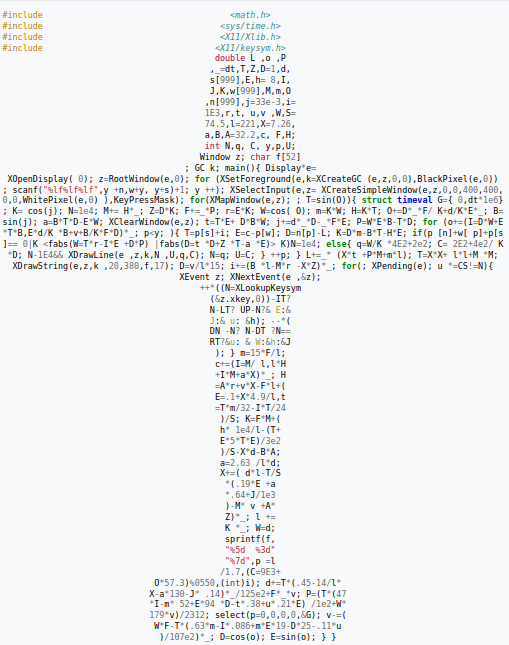 #include <math.h>
#include <sys/time.h>
#include <X11/Xlib.h>
#include <X11/keysym.h>
double L ,o ,P
,_=dt,T,Z,D=1,d,
s[999],E,h= 8,I,
J,K,w[999],M,m,O
,n[999],j=33e-3,i=
1E3,r,t, u,v ,W,S=
74.5,l=221,X=7.26,
a,B,A=32.2,c, F,H;
int N,q, C, y,p,U;
Window z; char f[52]
; GC k; main(){ Display*e=
XOpenDisplay( 0); z=RootWindow(e,0); for (XSetForeground(e,k=XCreateGC (e,z,0,0),BlackPixel(e,0))
; scanf("%lf%lf%lf",y +n,w+y, y+s)+1; y ++); XSelectInput(e,z= XCreateSimpleWindow(e,z,0,0,400,400,
0,0,WhitePixel(e,0) ),KeyPressMask); for(XMapWindow(e,z); ; T=sin(O)){ struct timeval G={ 0,dt*1e6}
; K= cos(j); N=1e4; M+= H*_; Z=D*K; F+=_*P; r=E*K; W=cos( O); m=K*W; H=K*T; O+=D*_*F/ K+d/K*E*_; B=
sin(j); a=B*T*D-E*W; XClearWindow(e,z); t=T*E+ D*B*W; j+=d*_*D-_*F*E; P=W*E*B-T*D; for (o+=(I=D*W+E
*T*B,E*d/K *B+v+B/K*F*D)*_; p<y; ){ T=p[s]+i; E=c-p[w]; D=n[p]-L; K=D*m-B*T-H*E; if(p [n]+w[ p]+p[s
]== 0|K <fabs(W=T*r-I*E +D*P) |fabs(D=t *D+Z *T-a *E)> K)N=1e4; else{ q=W/K *4E2+2e2; C= 2E2+4e2/ K
*D; N-1E4&& XDrawLine(e ,z,k,N ,U,q,C); N=q; U=C; } ++p; } L+=_* (X*t +P*M+m*l); T=X*X+ l*l+M *M;
XDrawString(e,z,k ,20,380,f,17); D=v/l*15; i+=(B *l-M*r -X*Z)*_; for(; XPending(e); u *=CS!=N){
XEvent z; XNextEvent(e ,&z);
++*((N=XLookupKeysym
(&z.xkey,0))-IT?
N-LT? UP-N?& E:&
J:& u: &h); --*(
DN -N? N-DT ?N==
RT?&u: & W:&h:&J
); } m=15*F/l;
c+=(I=M/ l,l*H
+I*M+a*X)*_; H
=A*r+v*X-F*l+(
E=.1+X*4.9/l,t
=T*m/32-I*T/24
)/S; K=F*M+(
h* 1e4/l-(T+
E*5*T*E)/3e2
)/S-X*d-B*A;
a=2.63 /l*d;
X+=( d*l-T/S
*(.19*E +a
*.64+J/1e3
)-M* v +A*
Z)*_; l +=
K *_; W=d;
sprintf(f,
"%5d  %3d"
"%7d",p =l
/1.7,(C=9E3+
O*57.3)%0550,(int)i); d+=T*(.45-14/l*
X-a*130-J* .14)*_/125e2+F*_*v; P=(T*(47
*I-m* 52+E*94 *D-t*.38+u*.21*E) /1e2+W*
179*v)/2312; select(p=0,0,0,0,&G); v-=(
W*F-T*(.63*m-I*.086+m*E*19-D*25-.11*u
)/107e2)*_; D=cos(o); E=sin(o); } }